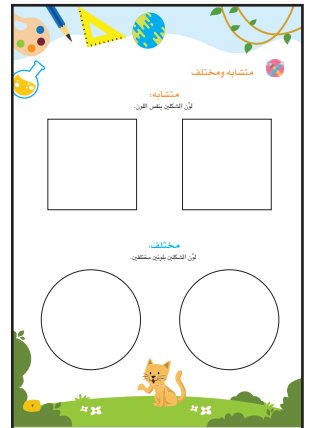 متشابه ومختلف
متشابه:
لوّن الشكلين بنفس اللون.
مختلف:
لوّن الشكلين بلونين مختلفين.